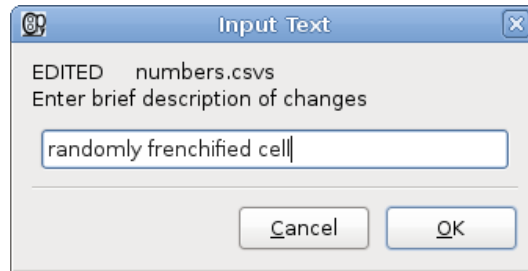 Input Text
EDITED numbers.csvs
Enter brief description of changes
randomly frenchified cell
Cancel OK